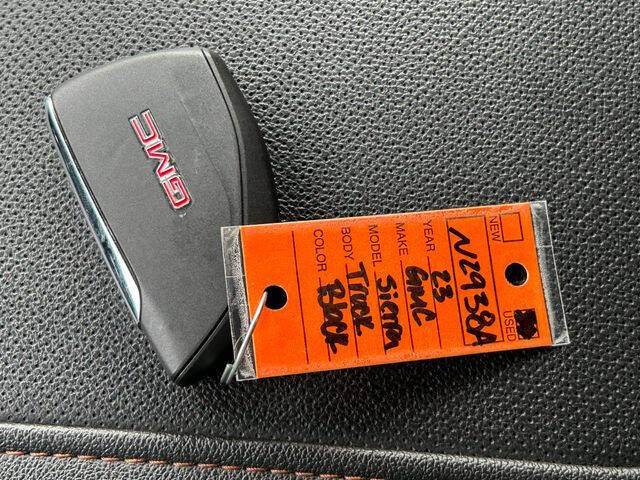 GMC
NEW USED
N2938A
YEAR 23
MAKE GMC
MODEL Sierra
BODY Truck
COLOR Black